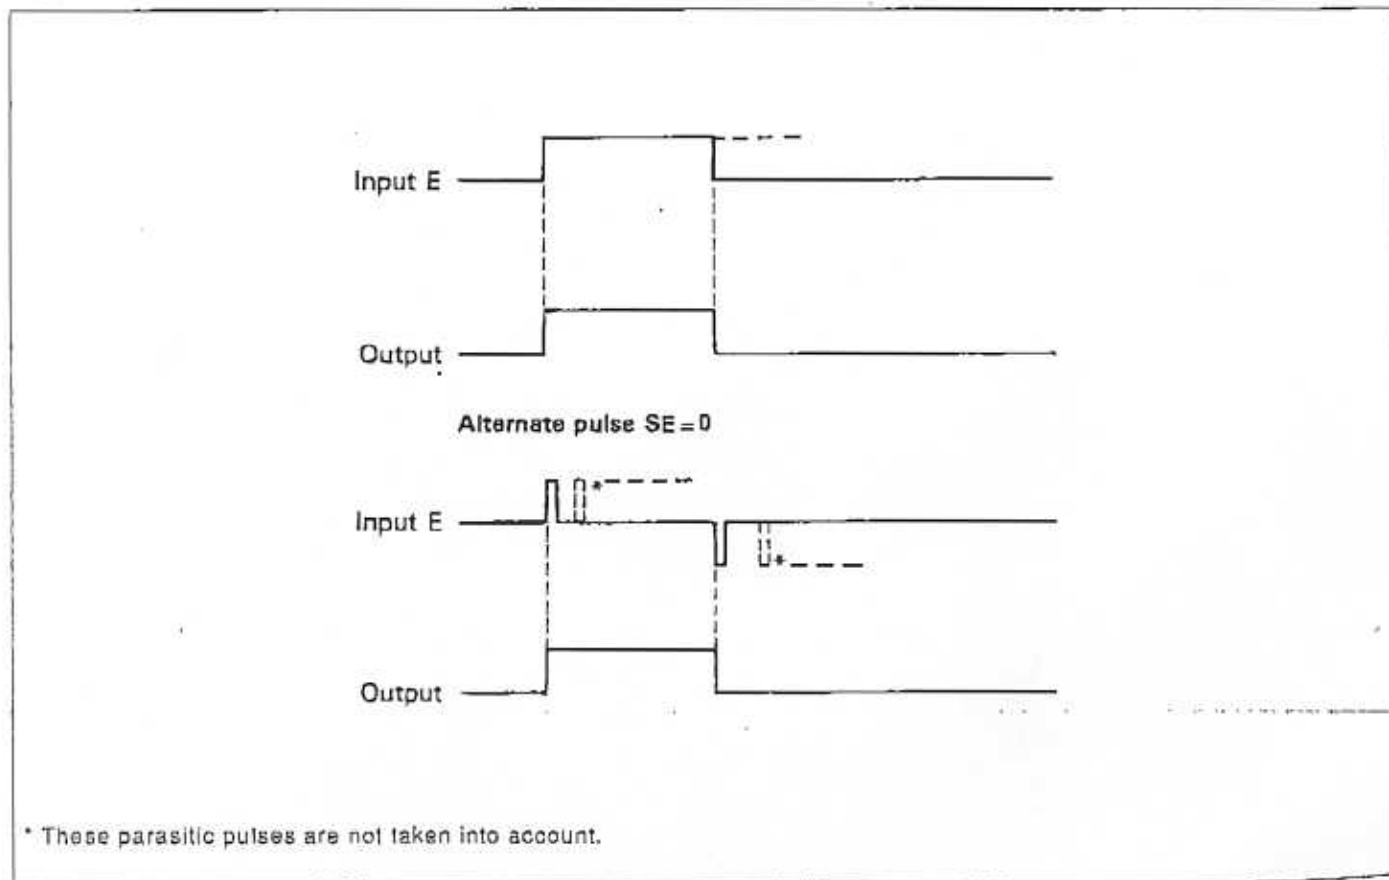 Input E
Output
Alternate pulse SE=0
*
Input E
*
Output
* These parasitic pulses are not taken into account.